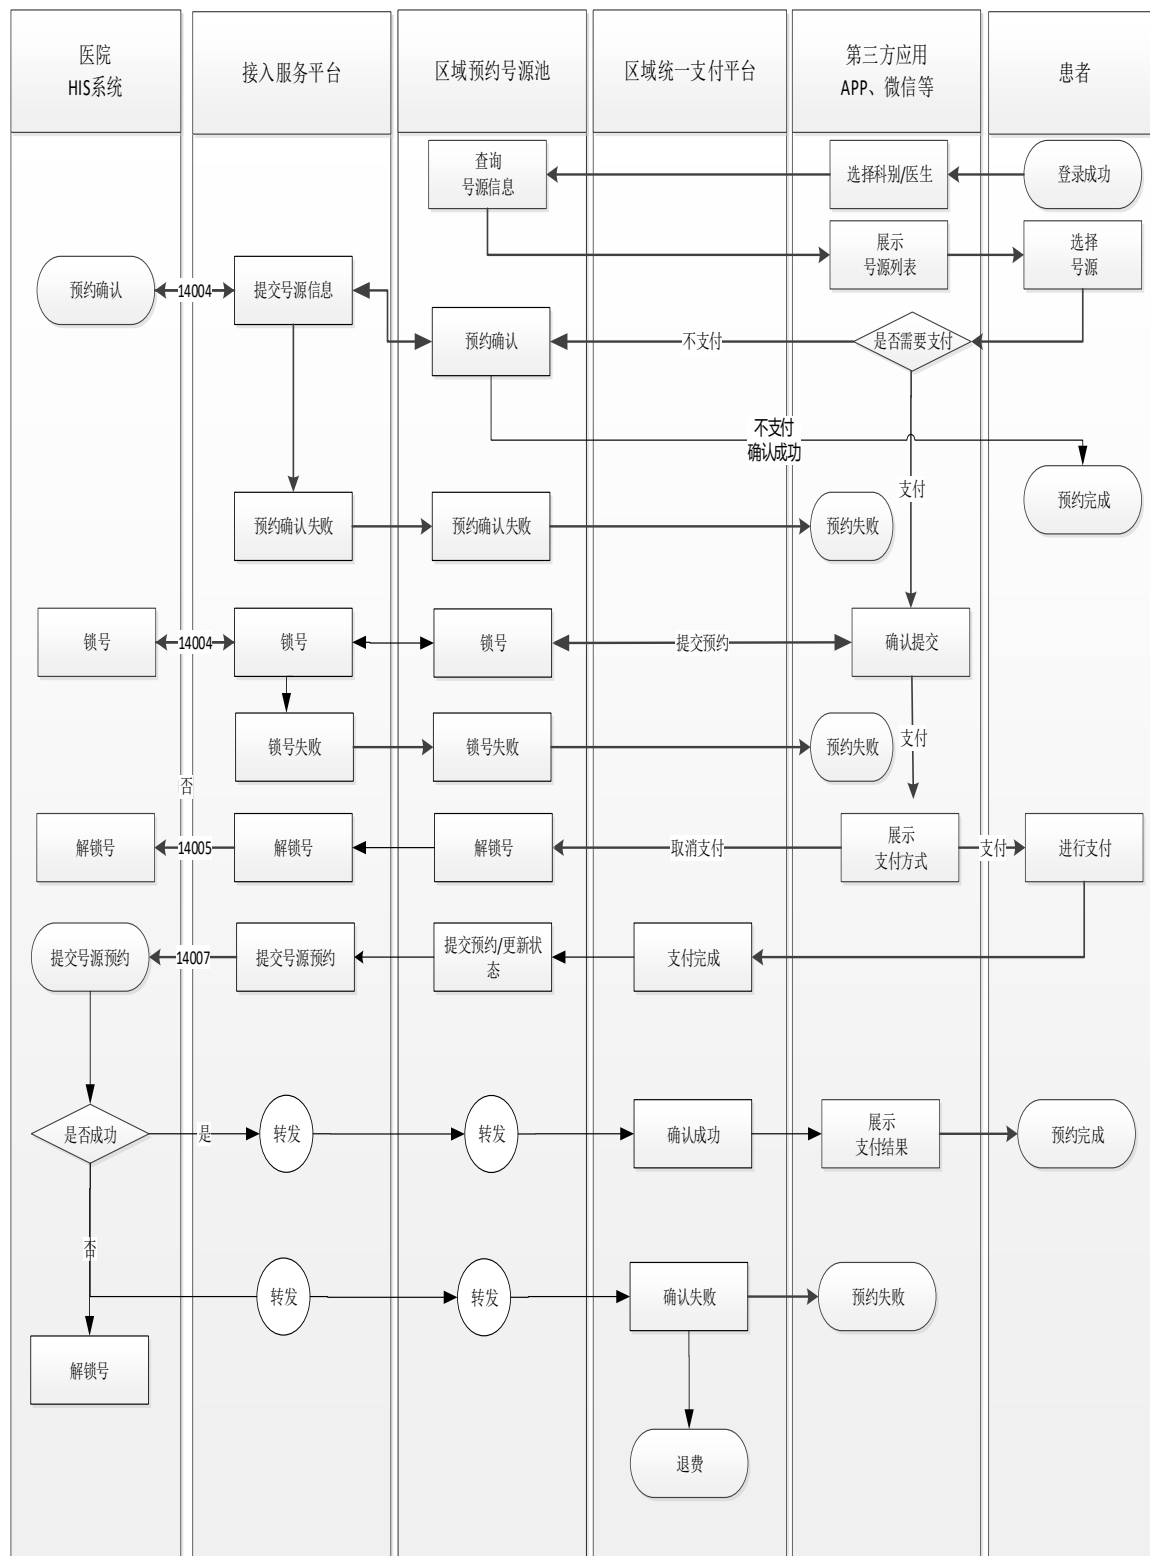 医院
HIS系统
接入服务平台
区域预约号源池
区域统一支付平台
第三方应用
APP、微信等
患者
查询
号源信息
选择科别/医生
登录成功
展示
号源列表
选择
号源
预约确认
14004
提交号源信息
预约确认
不支付
是否需要支付
不支付
确认成功
支付
预约完成
预约确认失败
预约确认失败
预约失败
锁号
14004
锁号
锁号
提交预约
确认提交
锁号失败
锁号失败
预约失败
支付
否
解锁号
14005
解锁号
解锁号
取消支付
展示
支付方式
支付
进行支付
提交号源预约
14007
提交号源预约
提交预约/更新状
态
支付完成
是否成功
是
转发
转发
确认成功
展示
支付结果
预约完成
否
转发
转发
确认失败
预约失败
解锁号
退费